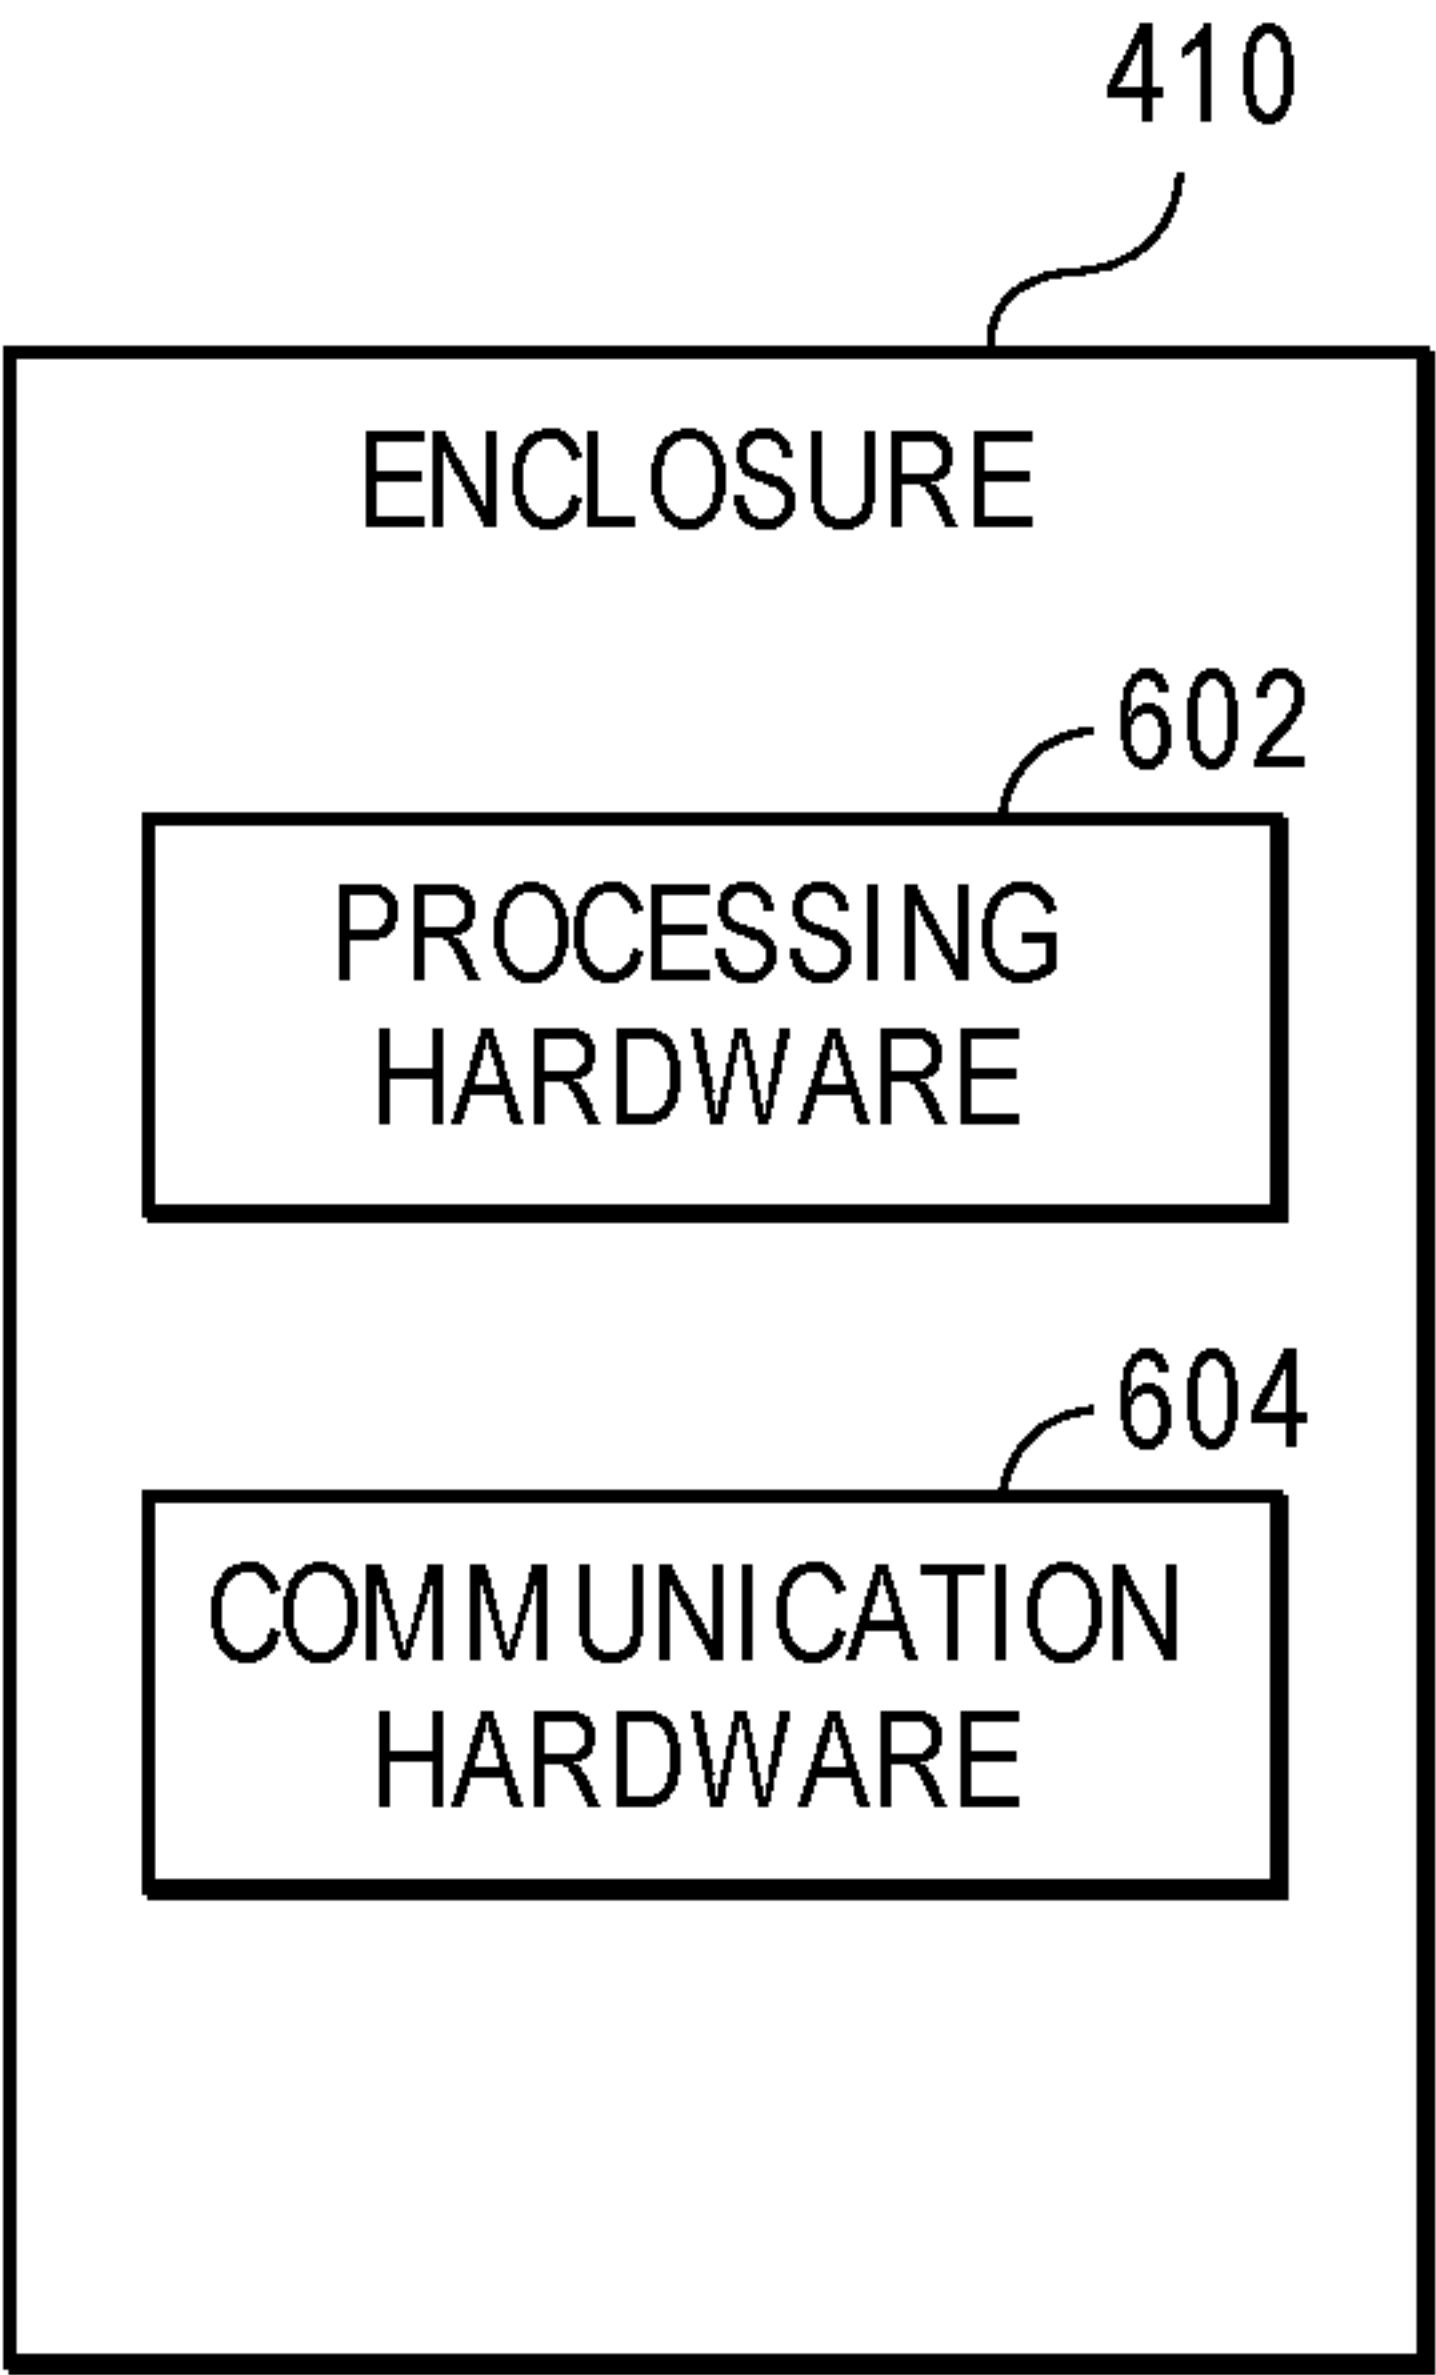 410
ENCLOSURE
602
PROCESSING
HARDWARE
604
COMMUNICATION
HARDWARE